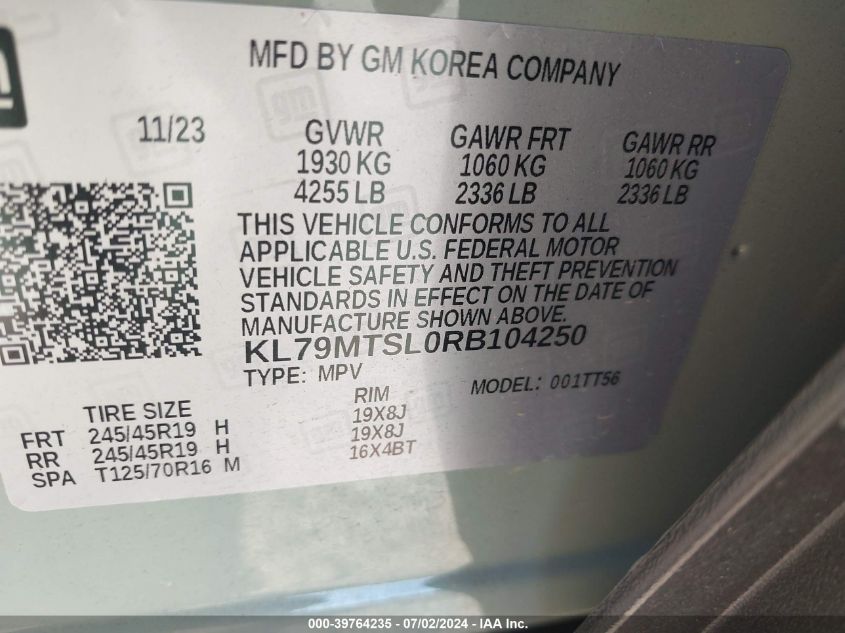 MFD BY GM KOREA COMPANY
11/23 GVWR GAWR FRT GAWR RR
1930 KG 1060 KG 1060 KG
4255 LB 2336 LB 2336 LB
THIS VEHICLE CONFORMS TO ALL
APPLICABLE U.S. FEDERAL MOTOR
VEHICLE SAFETY AND THEFT PREVENTION
STANDARDS IN EFFECT ON THE DATE OF
MANUFACTURE SHOWN ABOVE.
KL79MTSL0RB104250
TYPE: MPV MODEL: 001TT56
TIRE SIZE RIM
FRT 245/45R19 H 19X8J
RR 245/45R19 H 19X8J
SPA T125/70R16 M 16X4BT
000-39764235 - 07/02/2024 - IAA Inc.